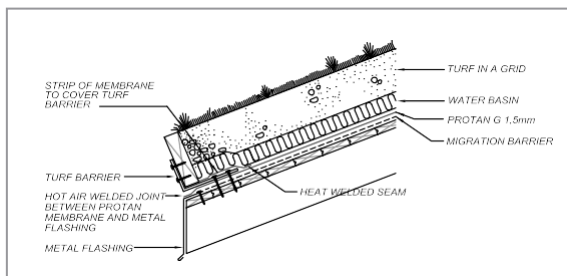 STRIP OF MEMBRANE
TO COVER TURF
BARRIER
TURF BARRIER
HOT AIR WELDED JOINT
BETWEEN PROTAN
MEMBRANE AND METAL
FLASHING
METAL FLASHING
TURF IN A GRID
WATER BASIN
PROTAN G 1,5mm
MIGRATION BARRIER
HEAT WELDED SEAM